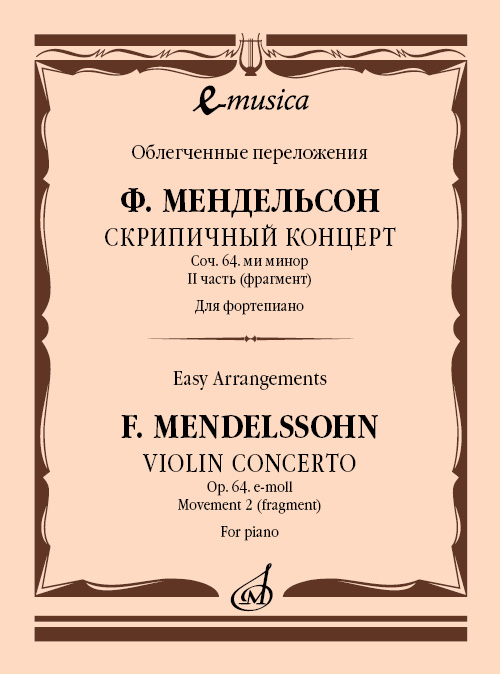 e-musica
Облегченные переложения
Ф. МЕНДЕЛЬСОН
СКРИПИЧНЫЙ КОНЦЕРТ
Соч. 64. ми минор
II часть (фрагмент)
Для фортепиано
Easy Arrangements
F. MENDELSSOHN
VIOLIN CONCERTO
Op. 64. e-moll
Movement 2 (fragment)
For piano